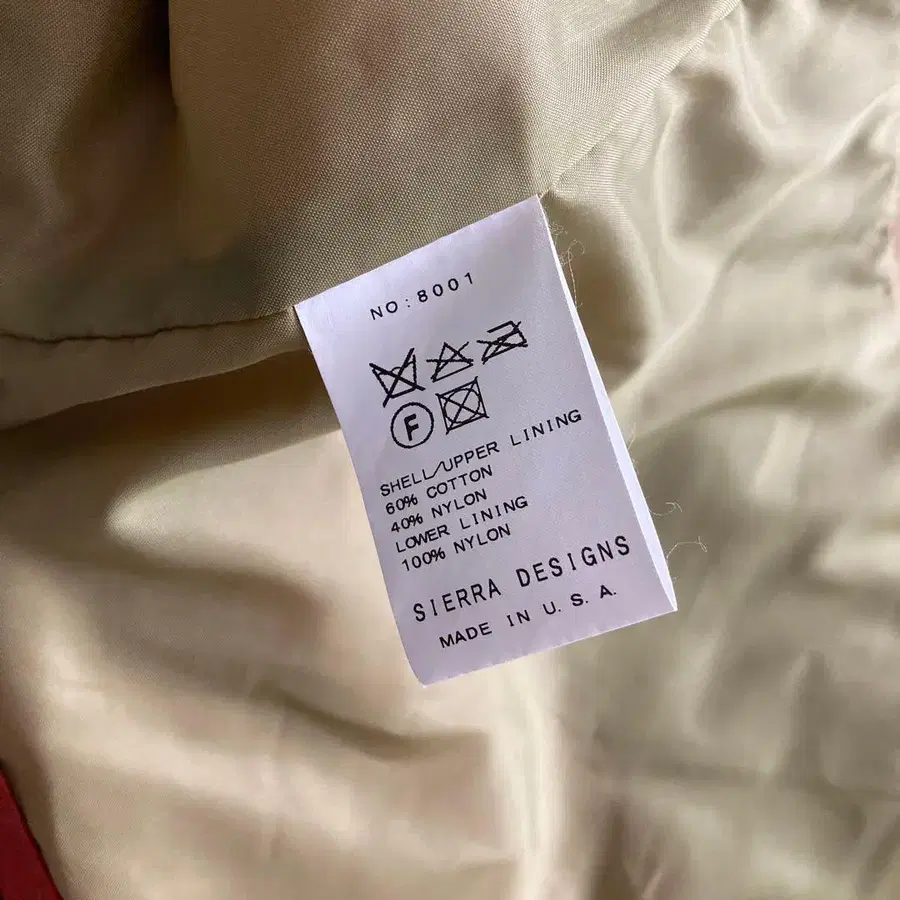 NO:8001
F
SHELL/UPPER LINING
60% COTTON
40% NYLON
LOWER LINING
100% NYLON
SIERRA DESIGNS
MADE IN U.S.A.